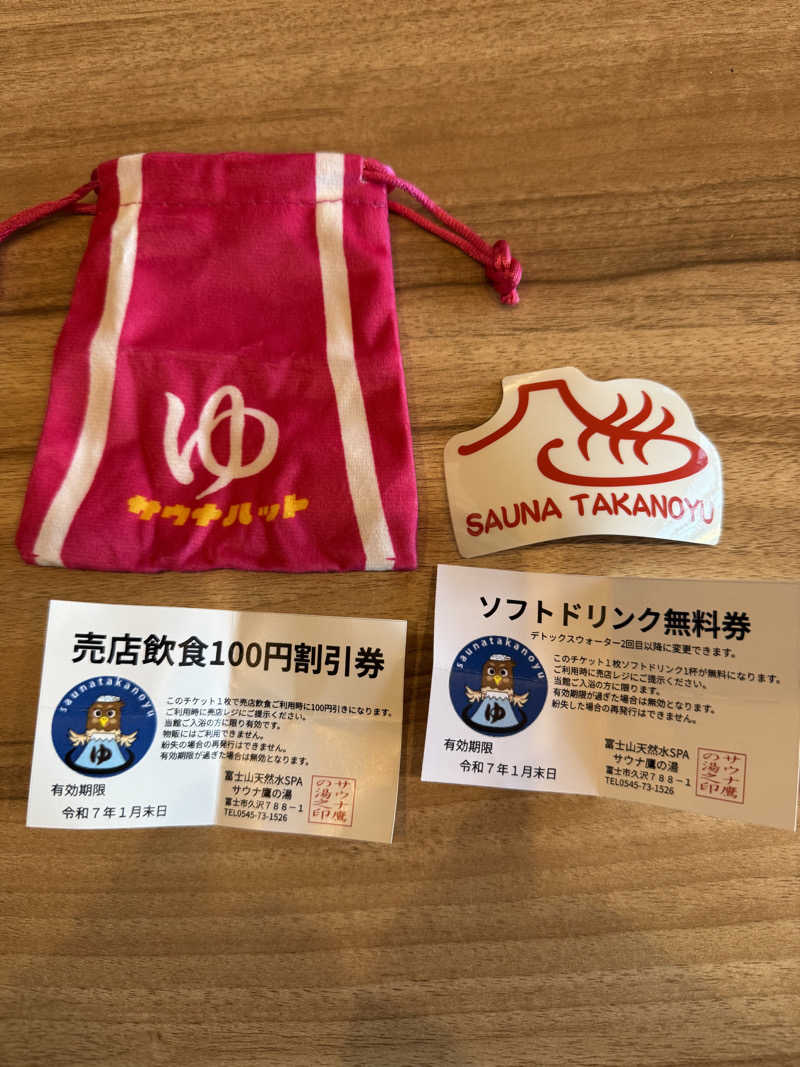 ゆ
サウナハット
SAUNA TAKANOYU
売店飲食100円割引券
saunatakanoyu
ゆ
このチケット1枚で売店飲食ご利用時に100円引きになります。
ご利用時に売店レジにご提示ください。
当館ご入浴の方に限り有効です。
物販にはご利用できません。
紛失の場合の再発行はできません。
有効期限が過ぎた場合は無効となります。
有効期限
令和7年1月末日
富士山天然水SPA
サウナ鷹の湯
富士市久沢788-1
TEL0545-73-1526
サウナ鷹
の湯之印
ソフトドリンク無料券
デトックスウォーター2回目以降に変更できます。
saunatakanoyu
ゆ
このチケット1枚ソフトドリンク1杯が無料になります。
ご利用時に売店レジにご提示ください。
当館ご入浴の方に限ります。
有効期限が過ぎた場合は無効となります。
紛失した場合の再発行はできません。
有効期限
令和7年1月末日
富士山天然水SPA
サウナ鷹の湯
富士市久沢788-1
TEL0545-73-1526
サウナ鷹
の湯之印